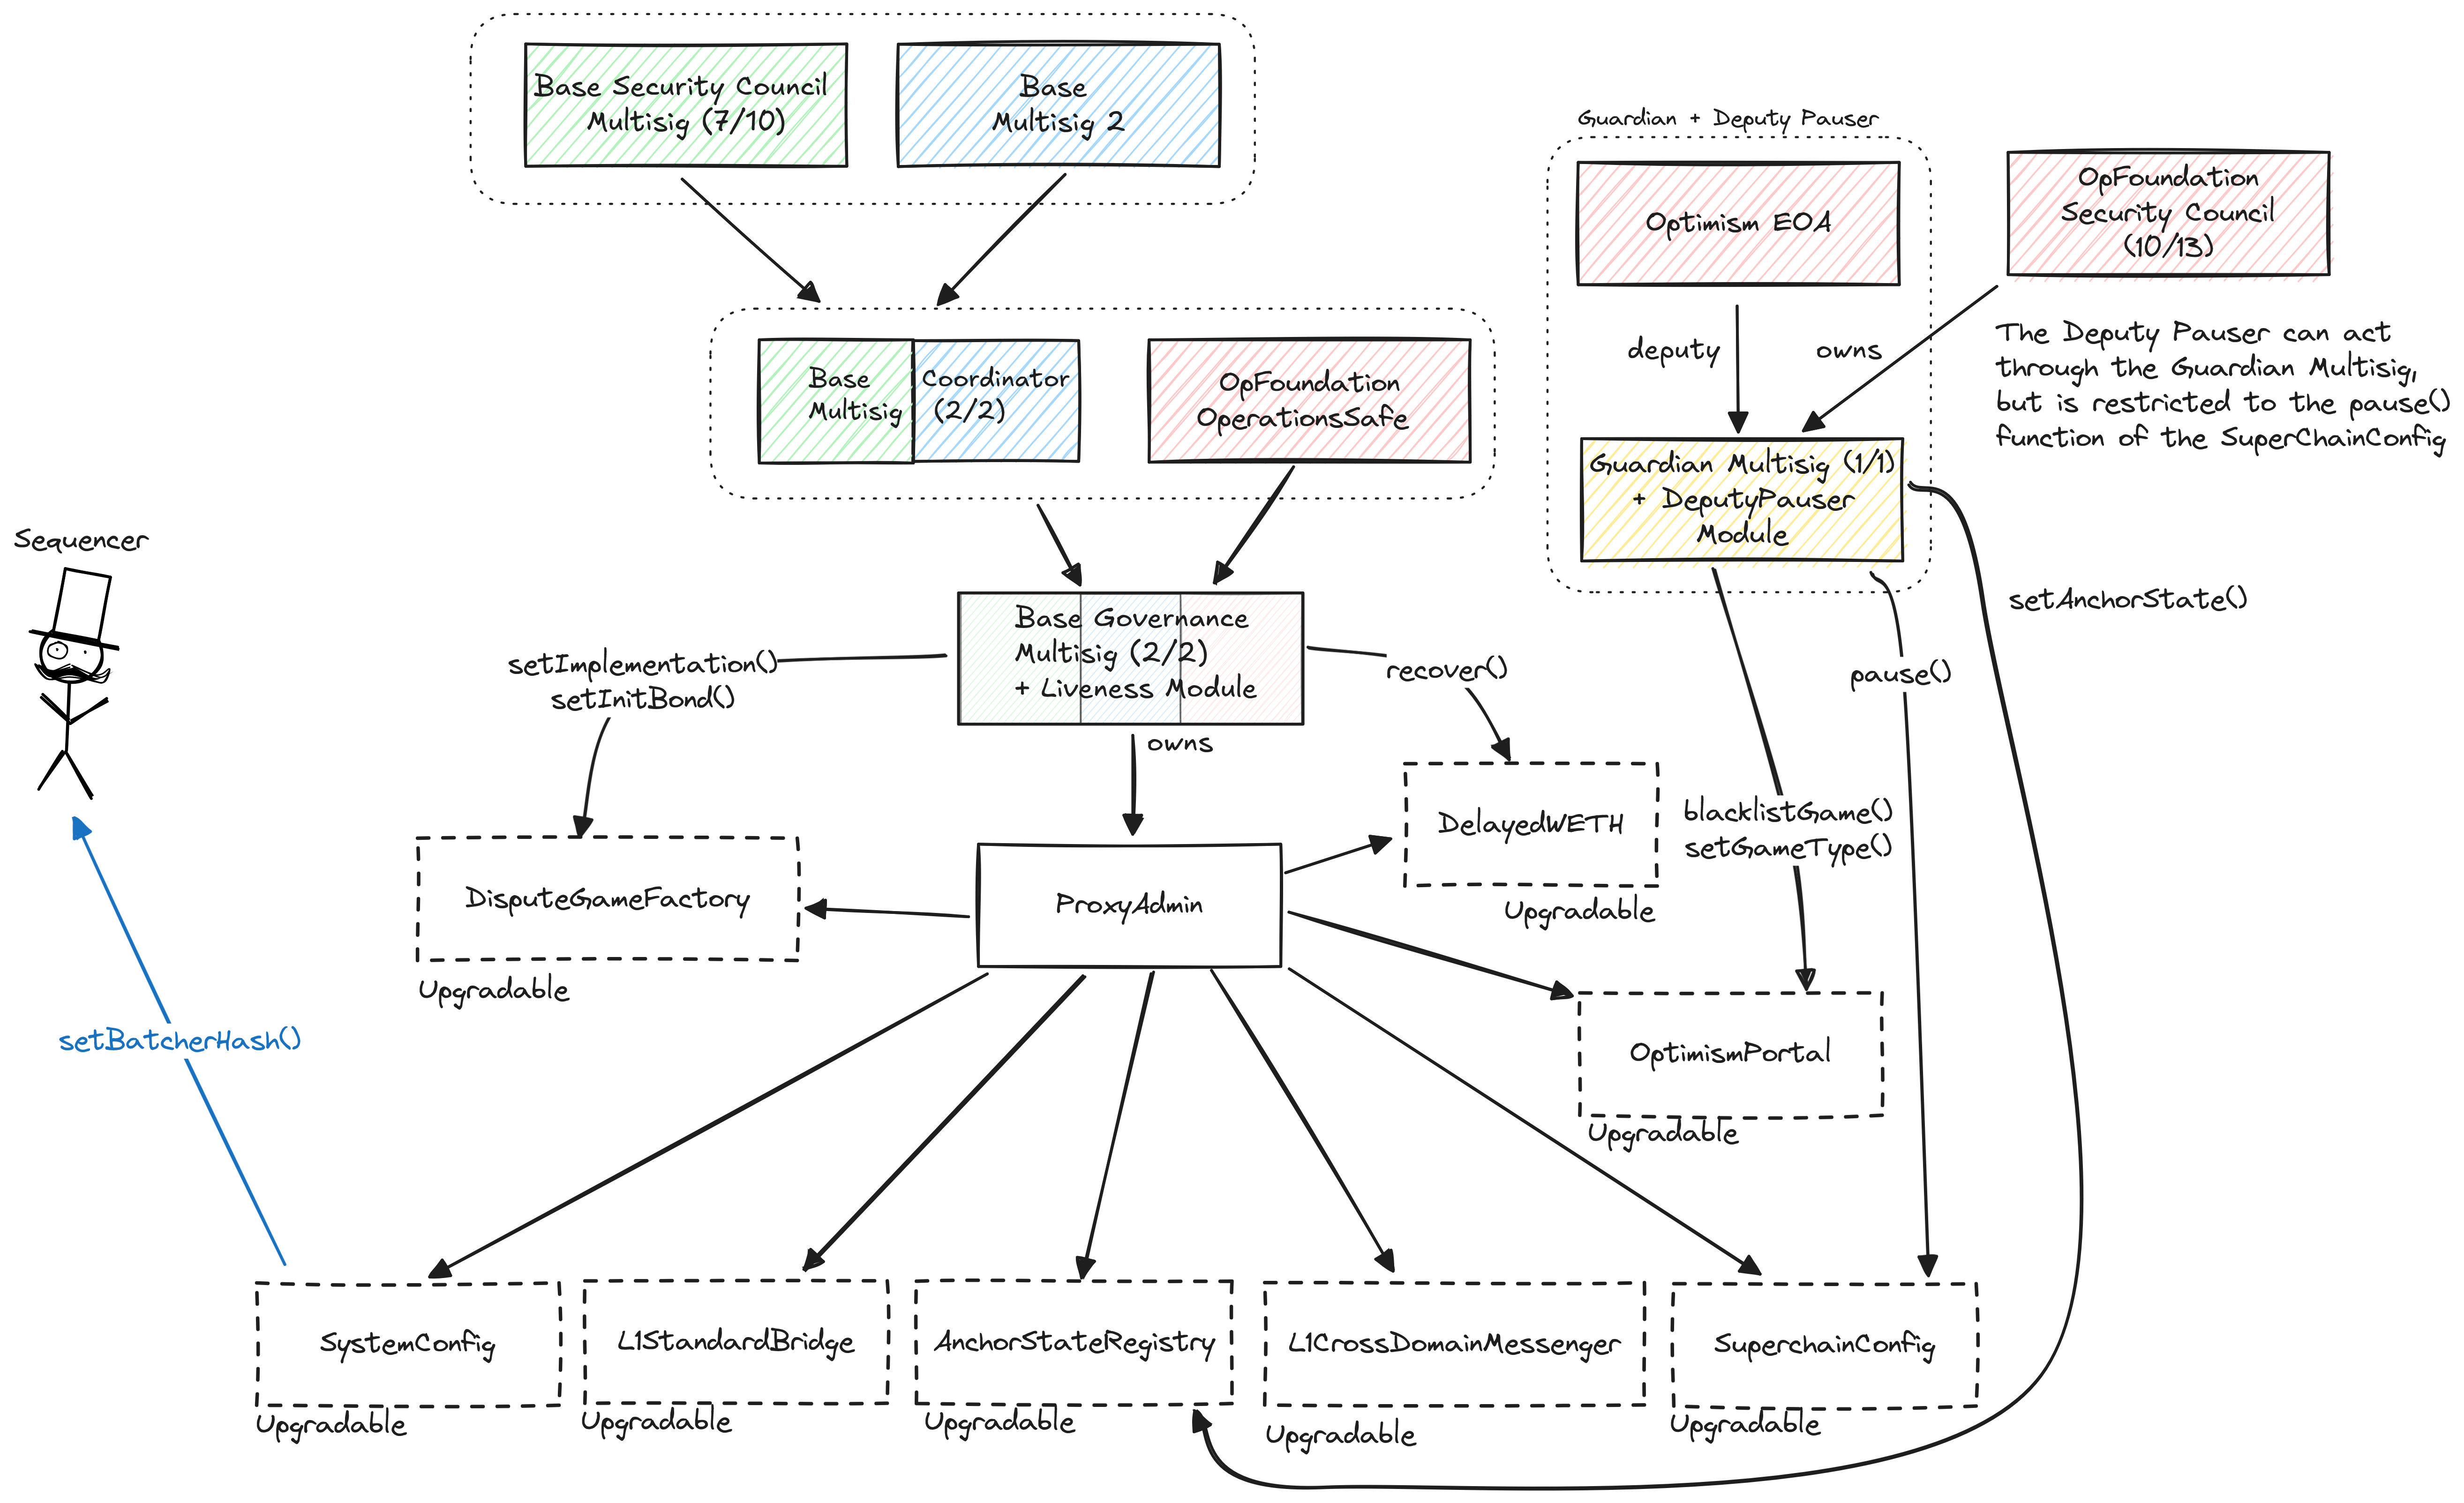 Base Security Council
Multisig (7/10)
Base
Multisig 2
Guardian + Deputy Pauser
Optimism EOA
OpFoundation
Security Council
(10/13)
deputy
owns
The Deputy Pauser can act
through the Guardian Multisig,
but is restricted to the pause()
function of the SuperChainConfig
Base
Multisig
Coordinator
(2/2)
OpFoundation
OperationsSafe
Guardian Multisig (1/1)
+ DeputyPauser
Module
Sequencer
setAnchorState()
Base Governance
Multisig (2/2)
+ Liveness Module
setImplementation()
setInitBond()
recover()
pause()
owns
DelayedWETH
Upgradable
blacklistGame()
setGameType()
DisputeGameFactory
Upgradable
ProxyAdmin
setBatcherHash()
OptimismPortal
Upgradable
SystemConfig
Upgradable
L1StandardBridge
Upgradable
AnchorStateRegistry
Upgradable
L1CrossDomainMessenger
Upgradable
SuperchainConfig
Upgradable